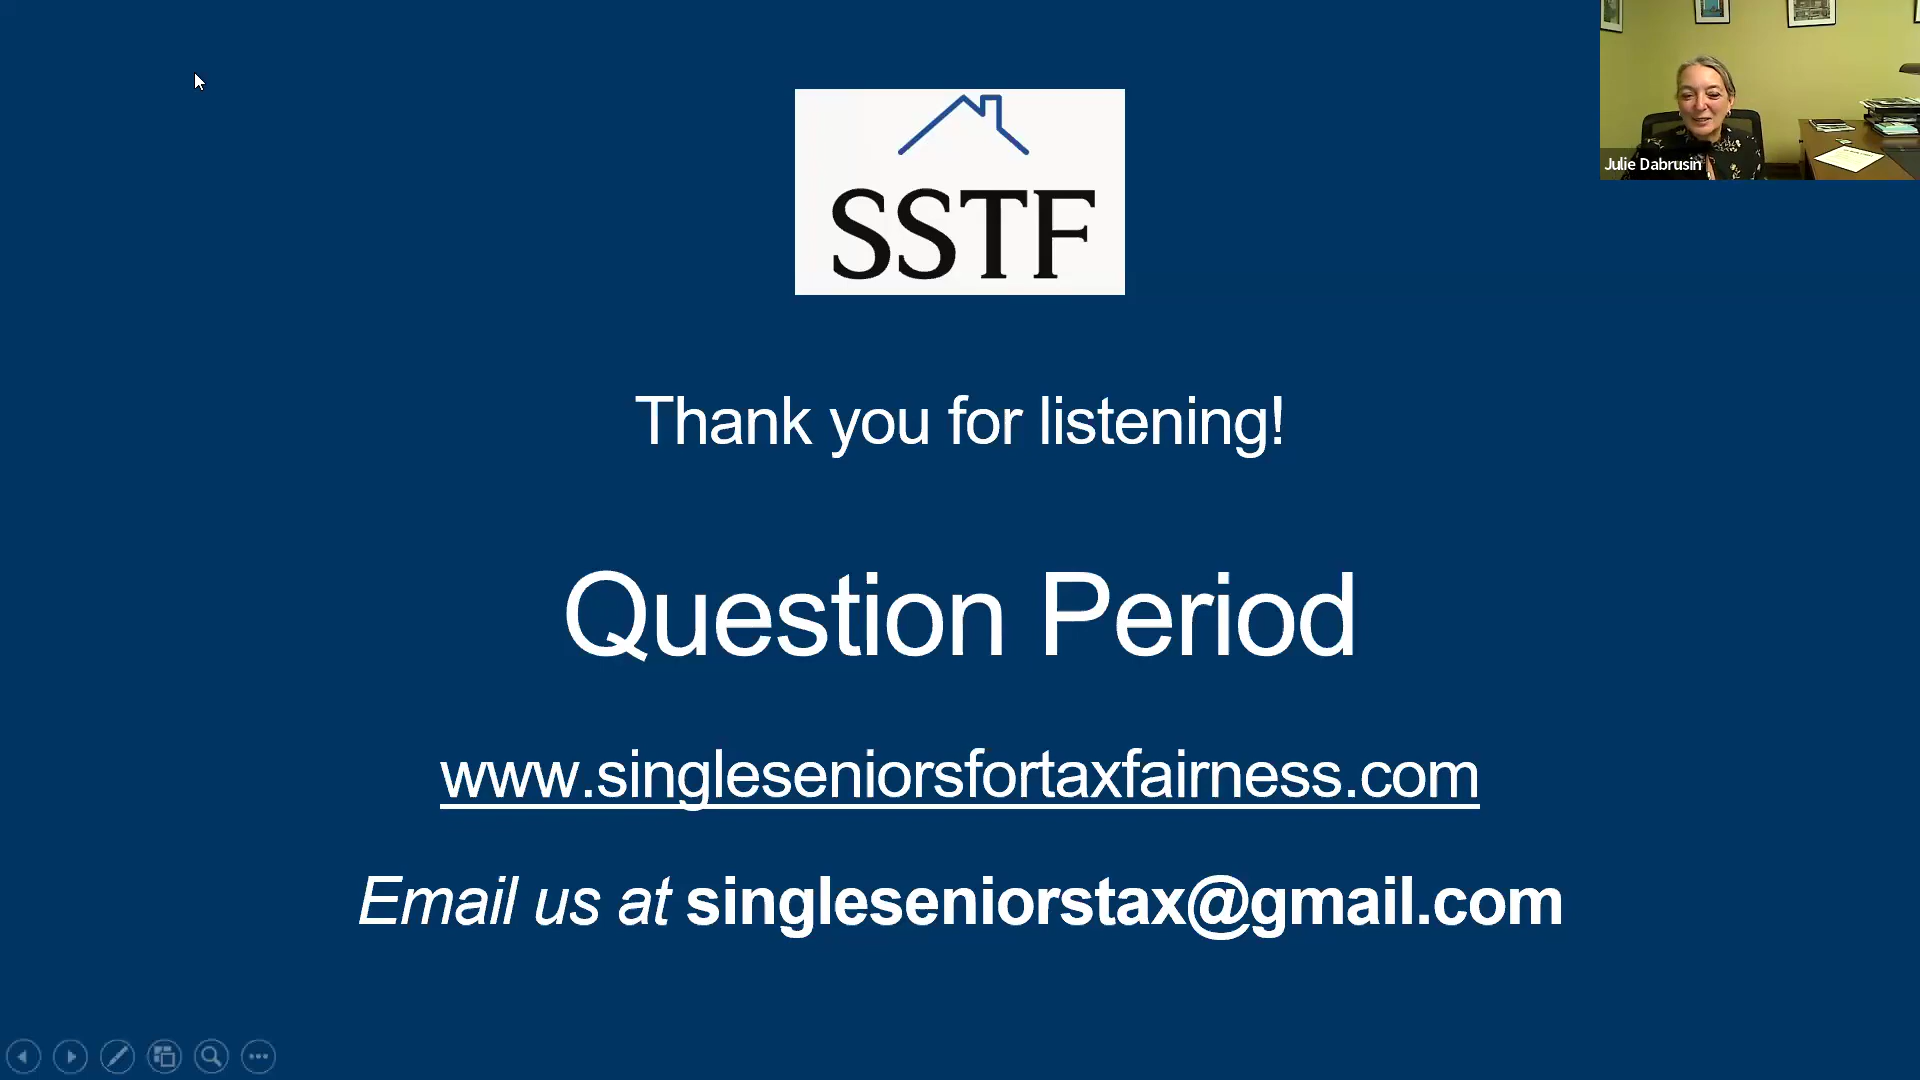 SSTF
Julie Dabrusin
Thank you for listening!
Question Period
www.singleseniorsfortaxfairness.com
Email us at singleseniorstax@gmail.com